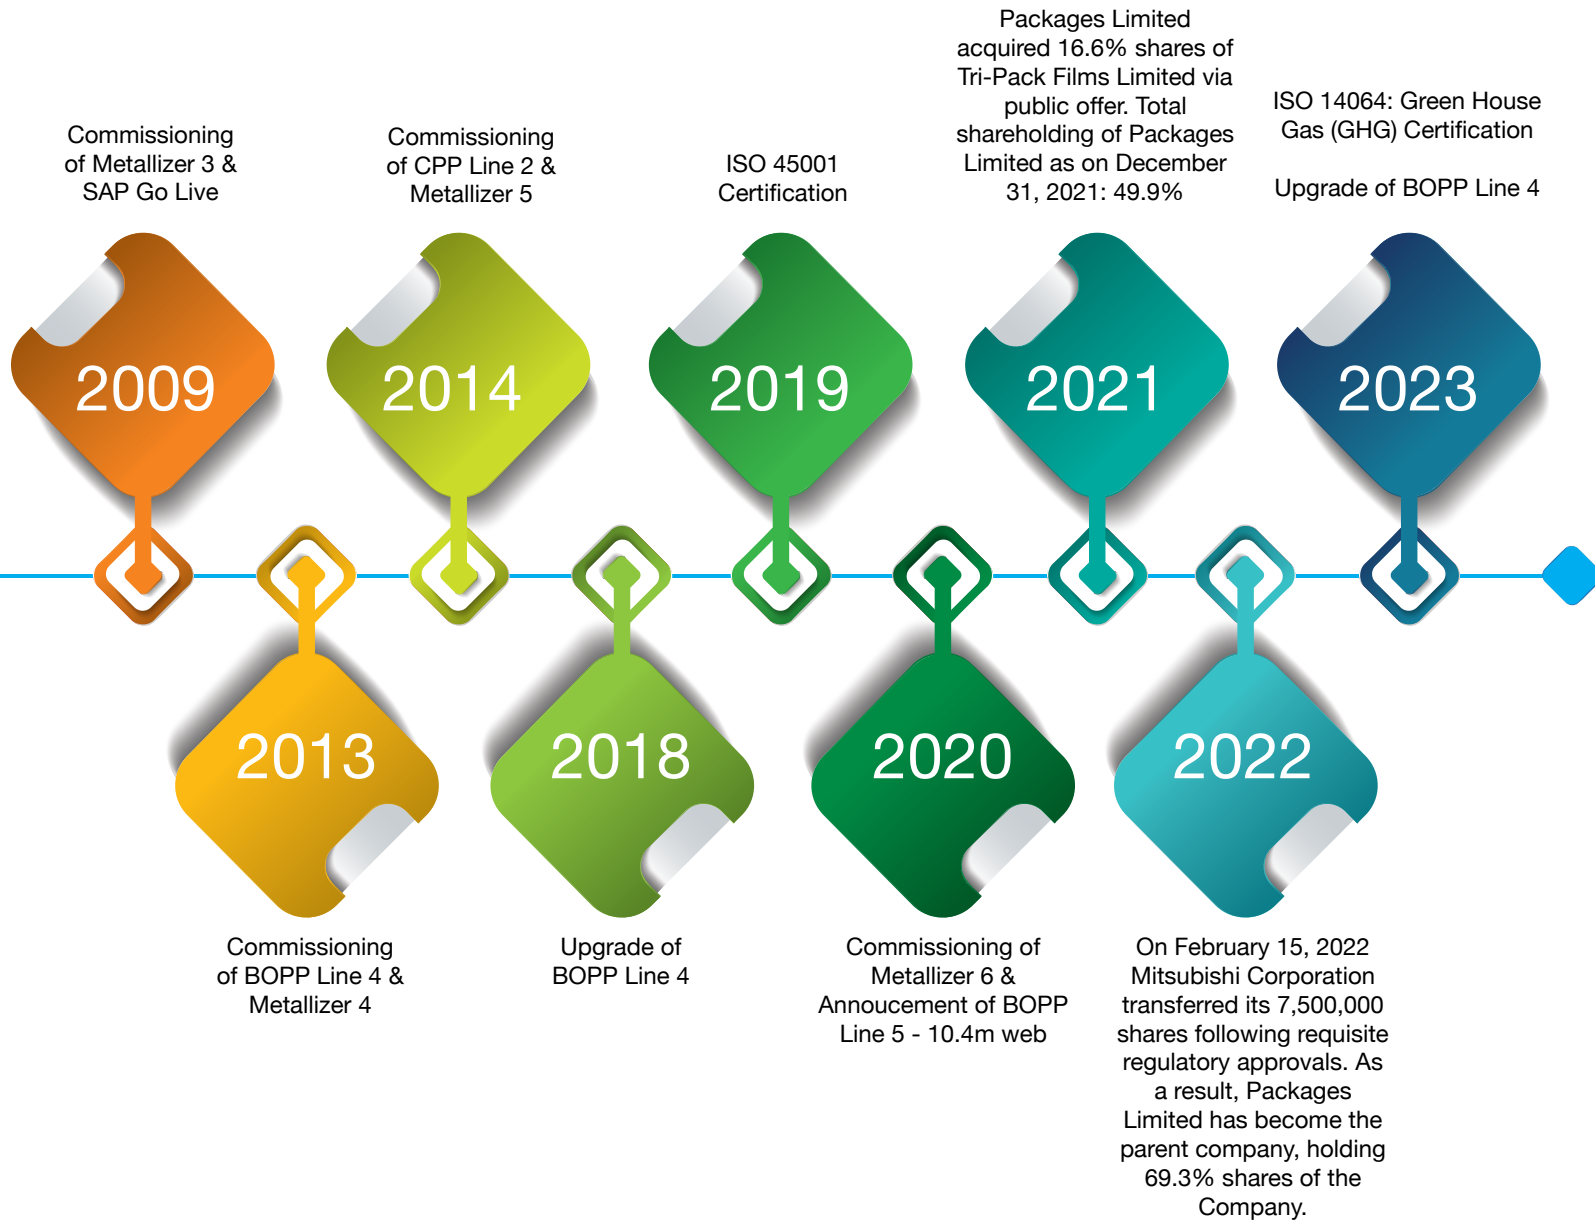 Commissioning
of Metallizer 3 &
SAP Go Live
2009
Commissioning
of BOPP Line 4 &
Metallizer 4
2013
Commissioning
of CPP Line 2 &
Metallizer 5
2014
Upgrade of
BOPP Line 4
2018
ISO 45001
Certification
2019
Commissioning of
Metallizer 6 &
Annoucement of BOPP
Line 5 - 10.4m web
2020
Packages Limited
acquired 16.6% shares of
Tri-Pack Films Limited via
public offer. Total
shareholding of Packages
Limited as on December
31, 2021: 49.9%
2021
On February 15, 2022
Mitsubishi Corporation
transferred its 7,500,000
shares following requisite
regulatory approvals. As
a result, Packages
Limited has become the
parent company, holding
69.3% shares of the
Company.
2022
ISO 14064: Green House
Gas (GHG) Certification
Upgrade of BOPP Line 4
2023